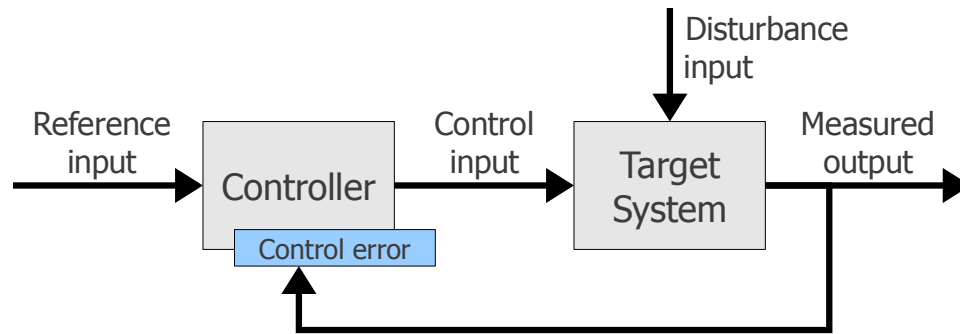 Disturbance
input
Reference
input
Control
input
Measured
output
Controller
Target
System
Control error